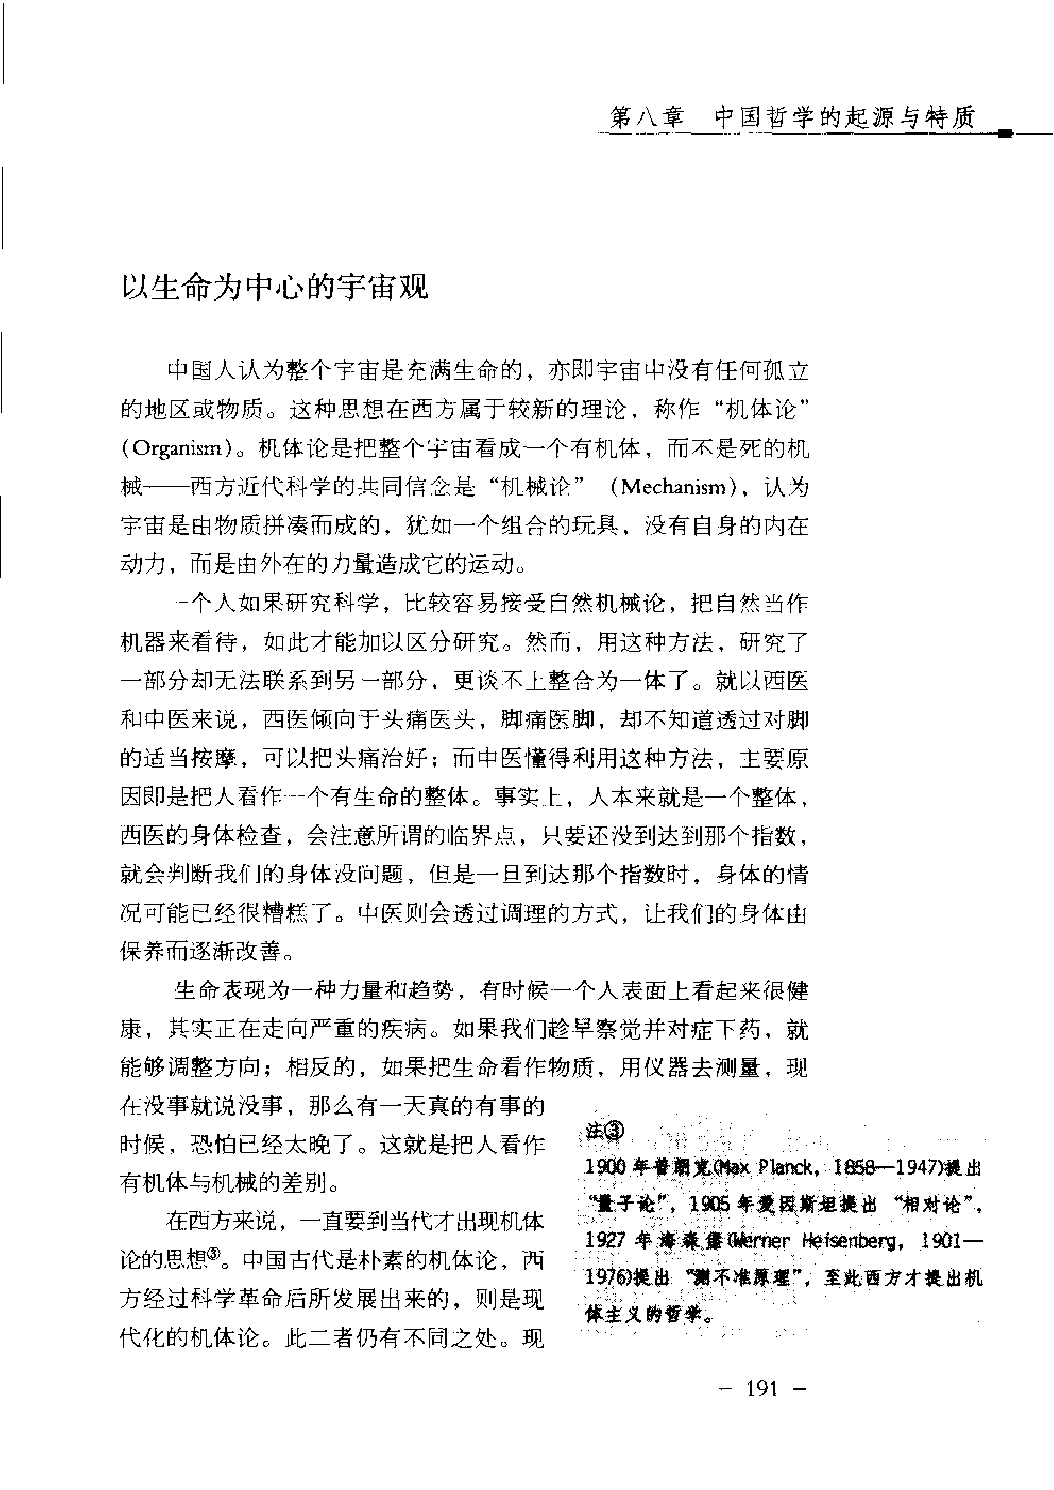 第八章 中国哲学的起源与特质
以生命为中心的宇宙观
中国人认为整个宇宙是充满生命的，亦即宇宙中没有任何孤立
的地区或物质。这种思想在西方属于较新的理论，称作“机体论”
(Organism)。机体论是把整个宇宙看成一个有机体，而不是死的机
械——西方近代科学的共同信念是“机械论”(Mechanism)，认为
宇宙是由物质拼凑而成的，犹如一个组合的玩具，没有自身的内在
动力，而是由外在的力量造成它的运动。
一个人如果研究科学，比较容易接受自然机械论，把自然当作
机器来看待，如此才能加以区分研究。然而，用这种方法，研究了
一部分却无法联系到另一部分，更谈不上整合为一体了。就以西医
和中医来说，西医倾向于头痛医头，脚痛医脚，却不知道透过对脚
的适当按摩，可以把头痛治好；而中医懂得利用这种方法，主要原
因即是把人看作一个有生命的整体。事实上，人本来就是一个整体，
西医的身体检查，会注意所谓的临界点，只要还没到达到那个指数，
就会判断我们的身体没问题，但是一旦到达那个指数时，身体的情
况可能已经很糟糕了。中医则会透过调理的方式，让我们的身体由
保养而逐渐改善。
生命表现为一种力量和趋势，有时候一个人表面上看起来很健
康，其实正在走向严重的疾病。如果我们趁早察觉并对症下药，就
能够调整方向；相反的，如果把生命看作物质，用仪器去测量，现
在没事就说没事，那么有一天真的有事的
时候，恐怕已经太晚了。这就是把人看作
有机体与机械的差别。
在西方来说，一直要到当代才出现机体
论的思想③。中国古代是朴素的机体论，西
方经过科学革命后所发展出来的，则是现
代化的机体论。此二者仍有不同之处。现
注③
1900年普朗克(Max Planck，1858—1947)提出
“量子论”，1905年爱因斯坦提出“相对论”，
1927年海森堡(Werner Heisenberg，1901—
1976)提出“测不准原理”，至此西方才提出机
体主义的哲学。
- 191 -